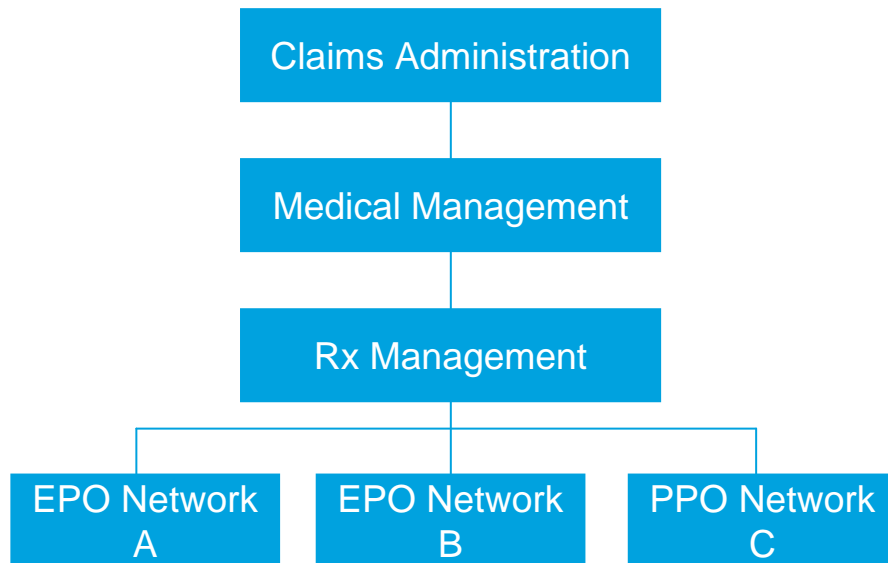 Claims Administration
Medical Management
Rx Management
EPO Network
A
EPO Network
B
PPO Network
C